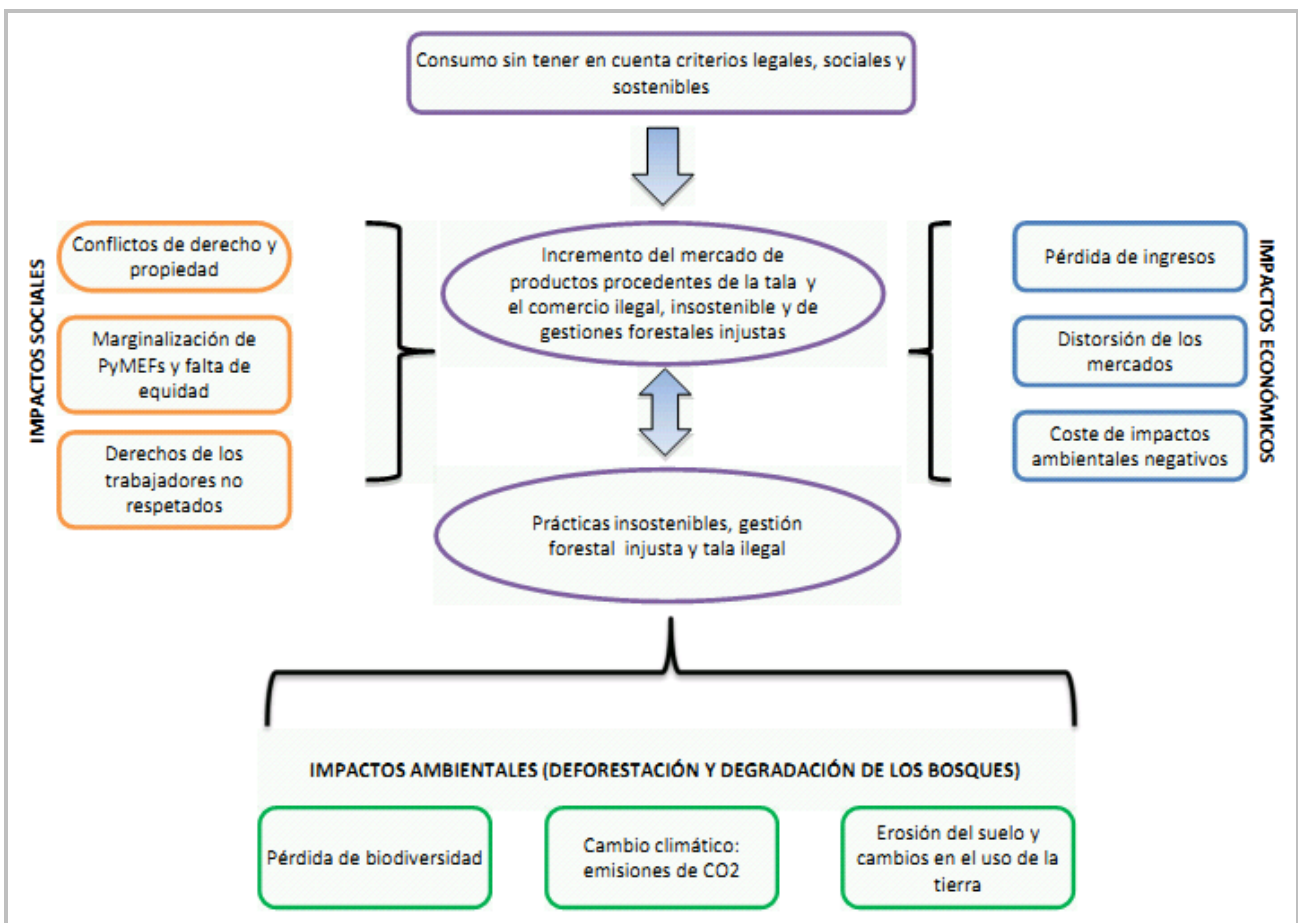 Consumo sin tener en cuenta criterios legales, sociales y
sostenibles
IMPACTOS SOCIALES
Conflictos de derecho y
propiedad
Marginalización de
PyMEFs y falta de
equidad
Derechos de los
trabajadores no
respetados
Incremento del mercado de
productos procedentes de la tala y
el comercio ilegal, insostenible y de
gestiones forestales injustas
Prácticas insostenibles, gestión
forestal injusta y tala ilegal
Pérdida de ingresos
Distorsión de los
mercados
Coste de impactos
ambientales negativos
IMPACTOS ECONÓMICOS
IMPACTOS AMBIENTALES (DEFORESTACIÓN Y DEGRADACIÓN DE LOS BOSQUES)
Pérdida de biodiversidad
Cambio climático:
emisiones de CO2
Erosión del suelo y
cambios en el uso de la
tierra